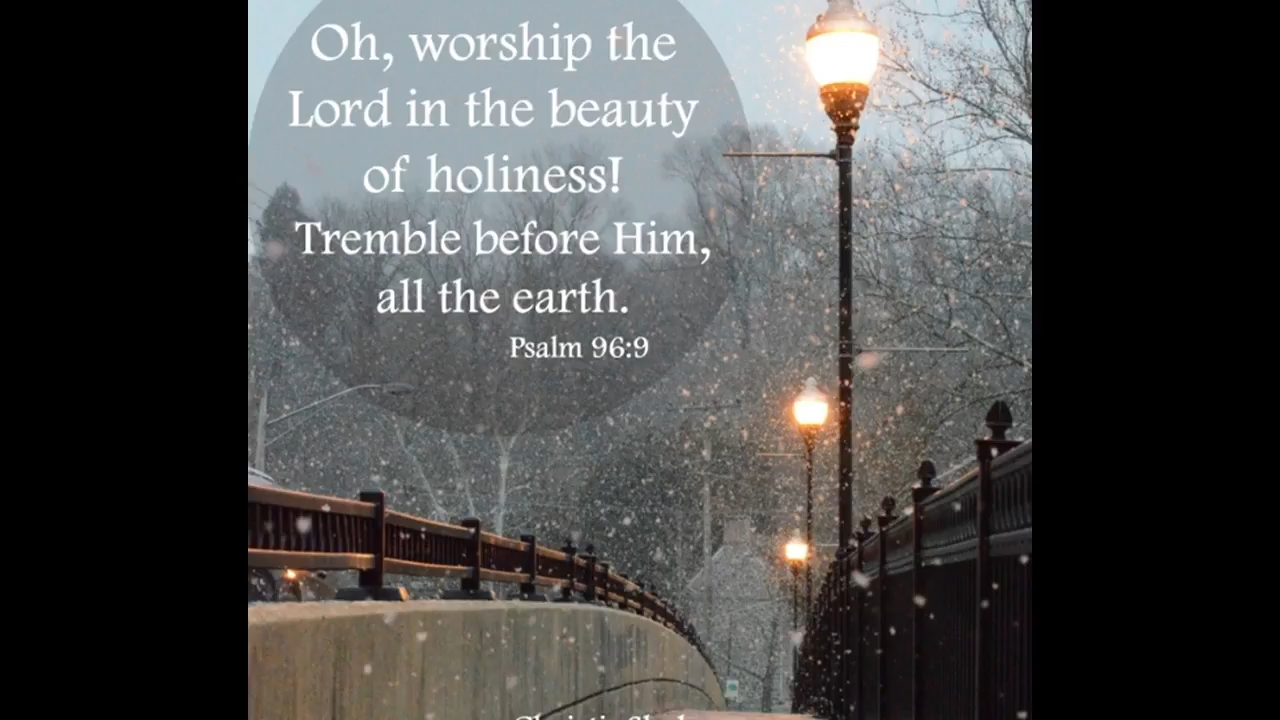 Oh, worship the
Lord in the beauty
of holiness!
Tremble before Him,
all the earth.
Psalm 96:9